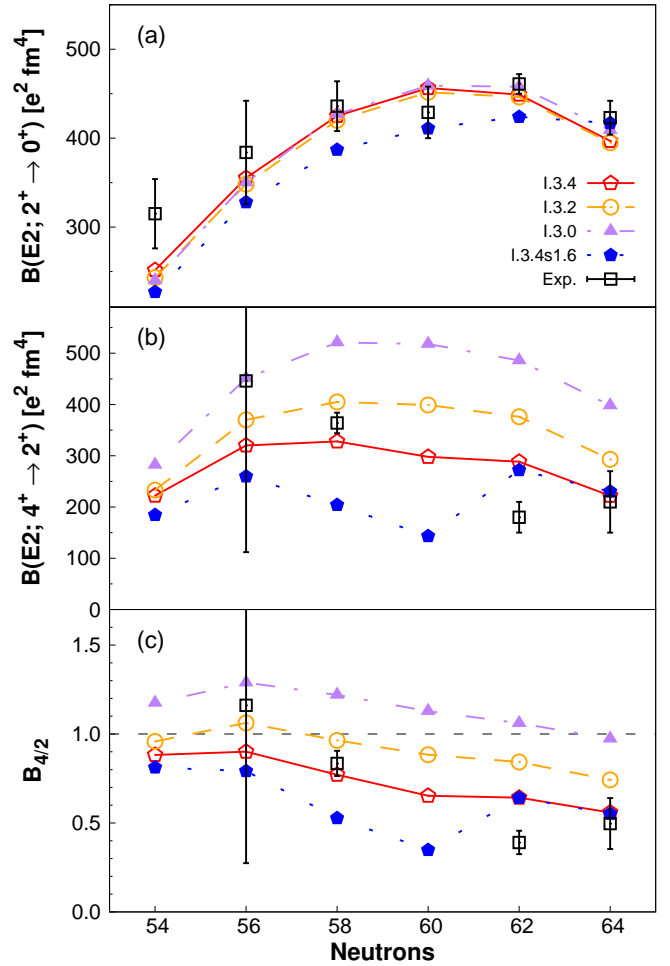 (a)
B(E2; 2⁺ → 0⁺) [e² fm⁴]
500
400
300
I.3.4
I.3.2
I.3.0
I.3.4s1.6
Exp.
(b)
B(E2; 4⁺ → 2⁺) [e² fm⁴]
500
400
300
200
100
0
(c)
B₄/₂
1.5
1.0
0.5
0.0
54 56 58 60 62 64
Neutrons